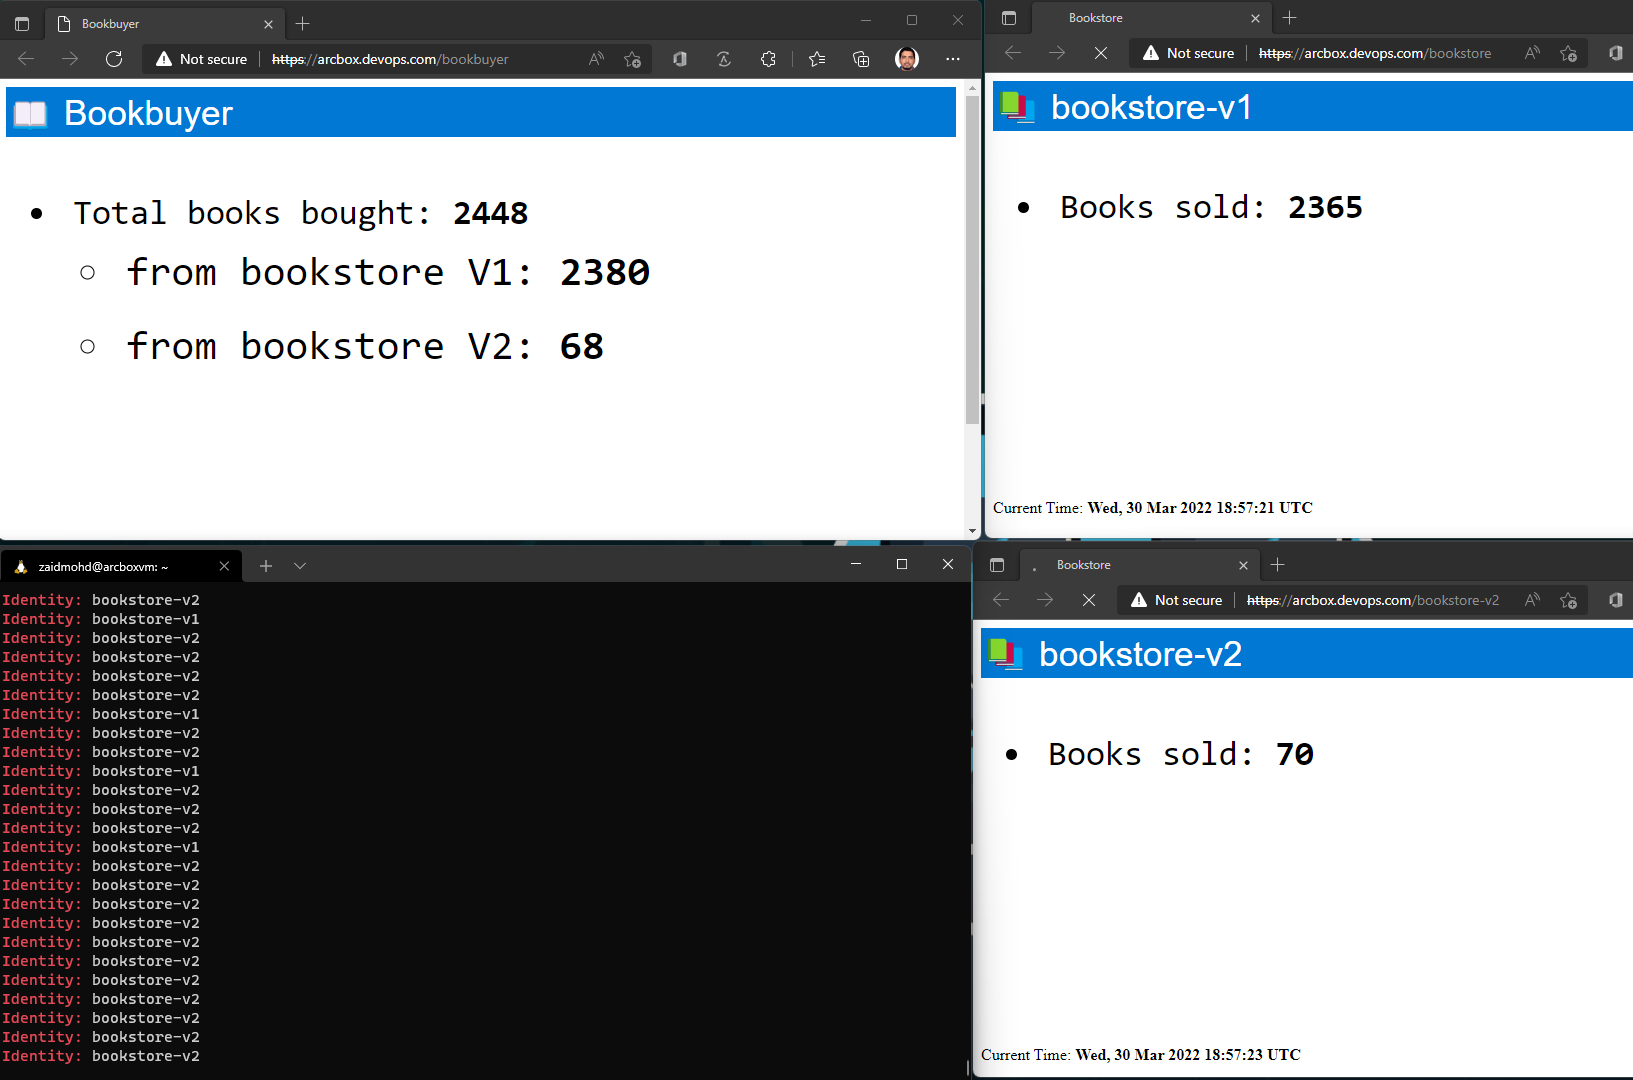 Bookbuyer
Not secure https://arcbox.devops.com/bookbuyer
Bookbuyer
Total books bought: 2448
from bookstore V1: 2380
from bookstore V2: 68
Bookstore
Not secure https://arcbox.devops.com/bookstore
bookstore-v1
Books sold: 2365
Current Time: Wed, 30 Mar 2022 18:57:21 UTC
zaidmohd@arcboxvm: ~
Identity: bookstore-v2
Identity: bookstore-v1
Identity: bookstore-v2
Identity: bookstore-v2
Identity: bookstore-v2
Identity: bookstore-v2
Identity: bookstore-v1
Identity: bookstore-v2
Identity: bookstore-v2
Identity: bookstore-v1
Identity: bookstore-v2
Identity: bookstore-v2
Identity: bookstore-v2
Identity: bookstore-v1
Identity: bookstore-v2
Identity: bookstore-v2
Identity: bookstore-v2
Identity: bookstore-v2
Identity: bookstore-v2
Identity: bookstore-v2
Identity: bookstore-v2
Identity: bookstore-v2
Identity: bookstore-v2
Identity: bookstore-v2
Identity: bookstore-v2
Bookstore
Not secure https://arcbox.devops.com/bookstore-v2
bookstore-v2
Books sold: 70
Current Time: Wed, 30 Mar 2022 18:57:23 UTC